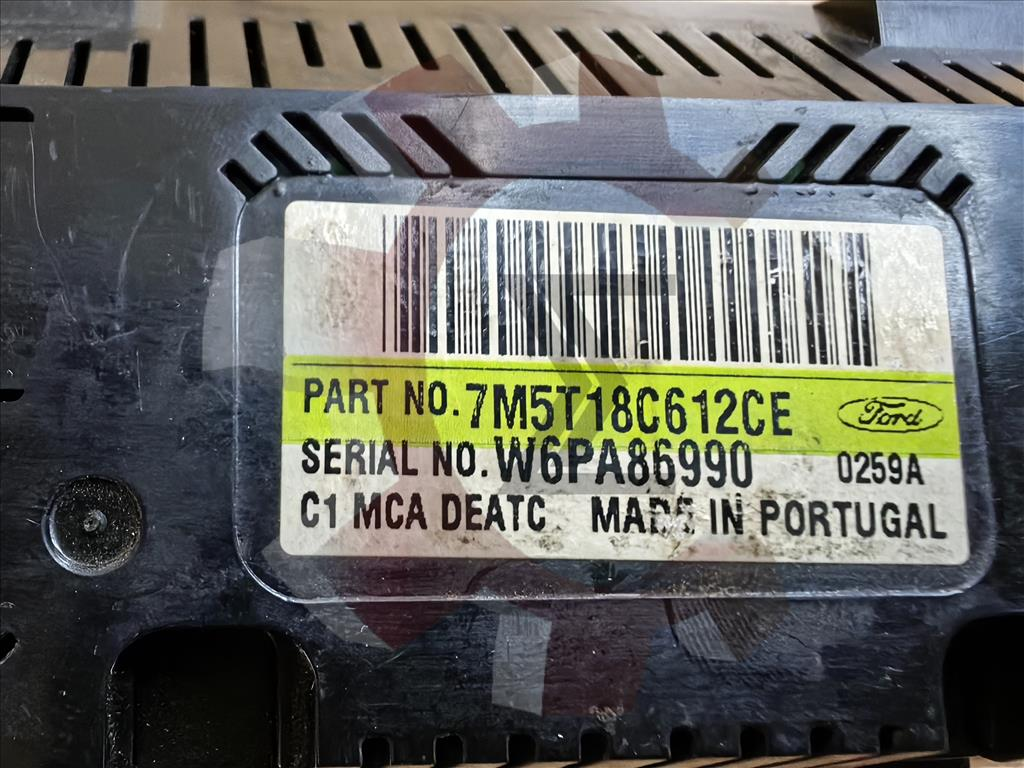 PART NO. 7M5T18C612CE Ford
SERIAL NO. W6PA86990 0259A
C1 MCA DEATC MADE IN PORTUGAL